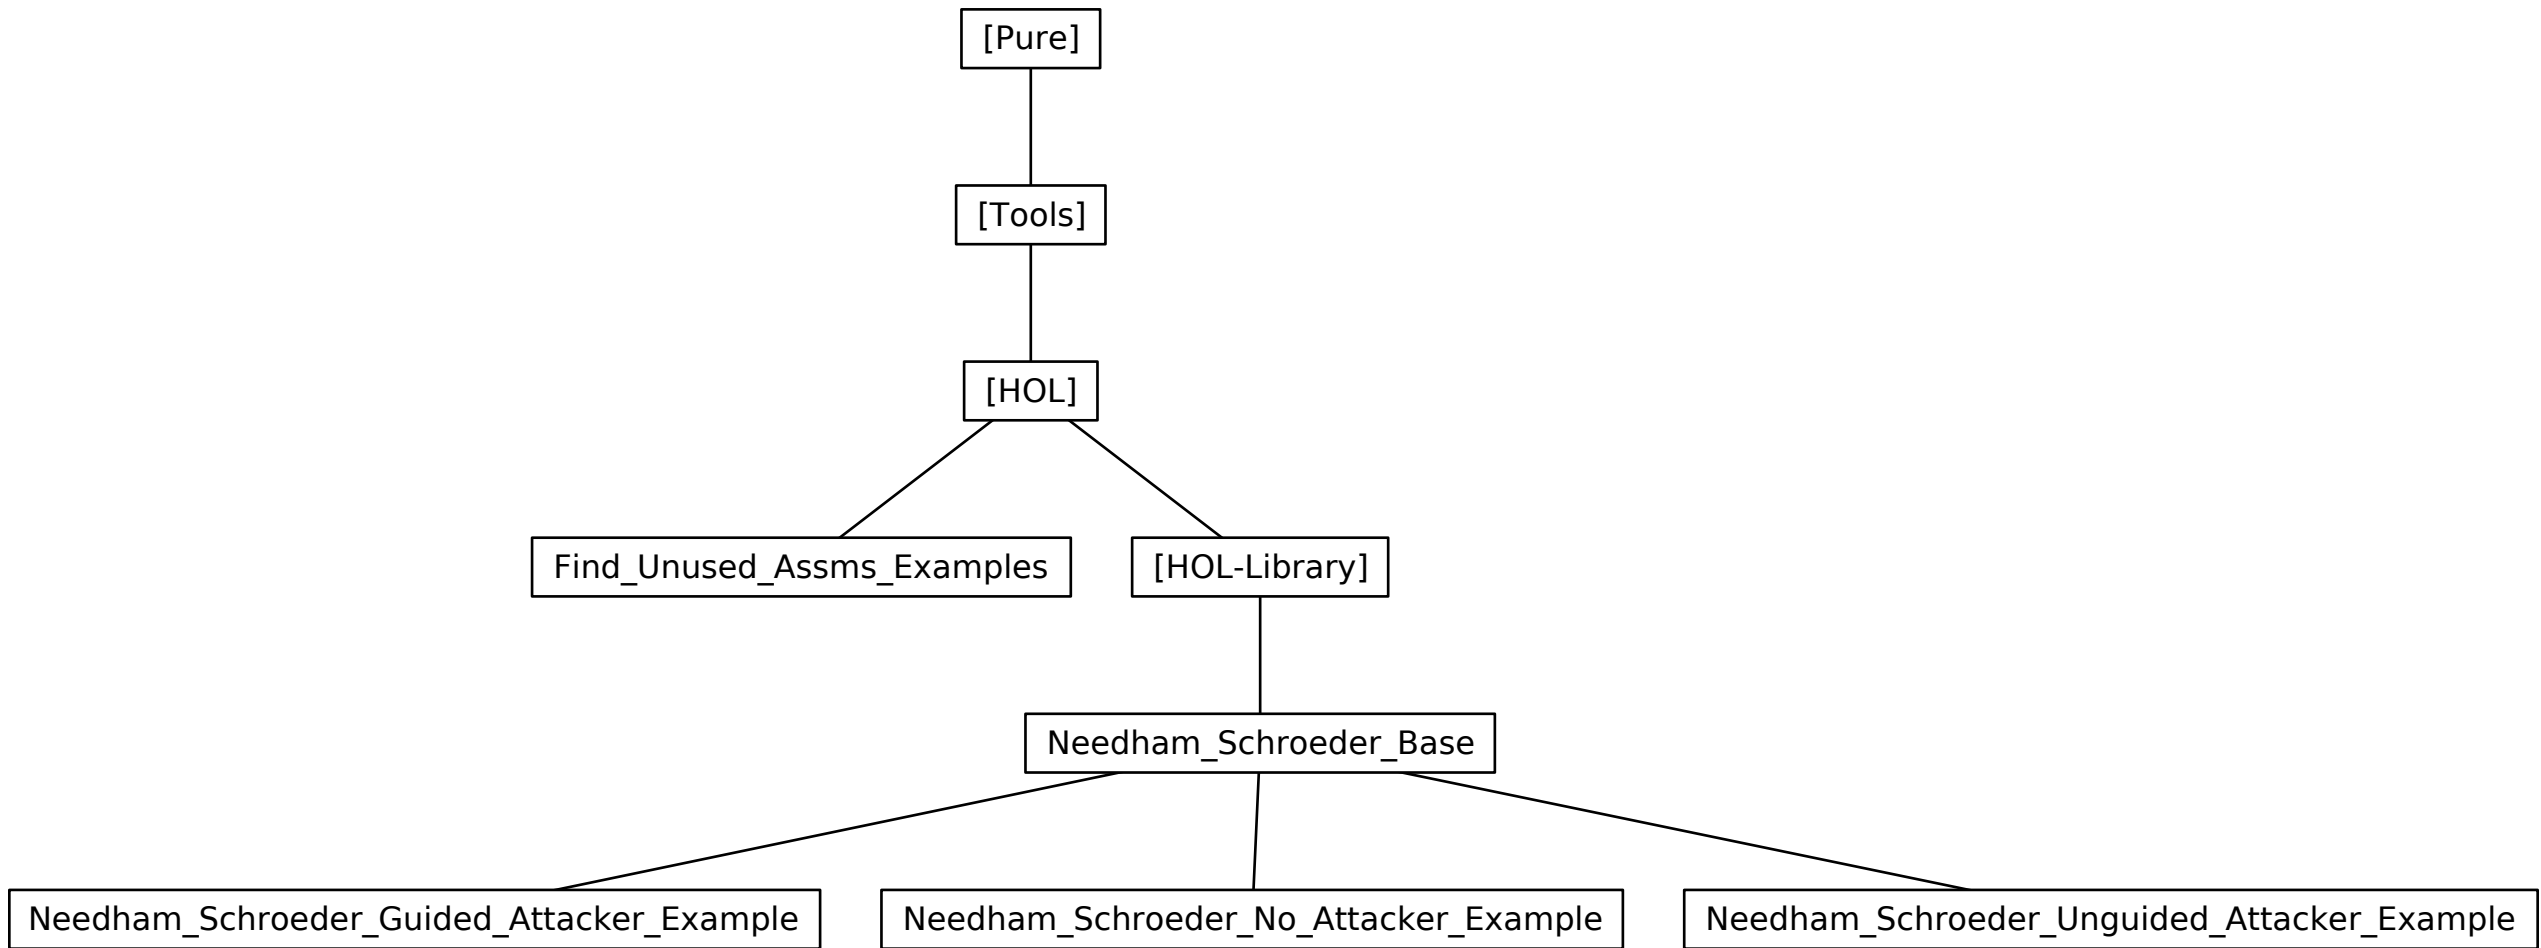 [Pure]
[Tools]
[HOL]
Find_Unused_Assms_Examples
[HOL-Library]
Needham_Schroeder_Base
Needham_Schroeder_Guided_Attacker_Example
Needham_Schroeder_No_Attacker_Example
Needham_Schroeder_Unguided_Attacker_Example